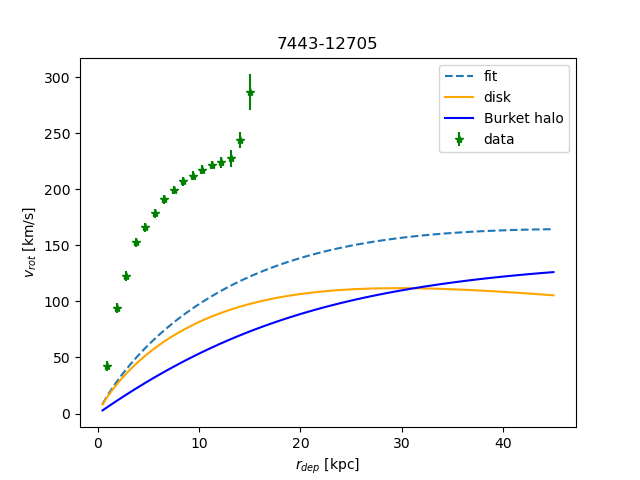 7443-12705
300
250
200
150
100
50
0
v_rot [km/s]
0 10 20 30 40
r_dep [kpc]
fit
disk
Burket halo
data